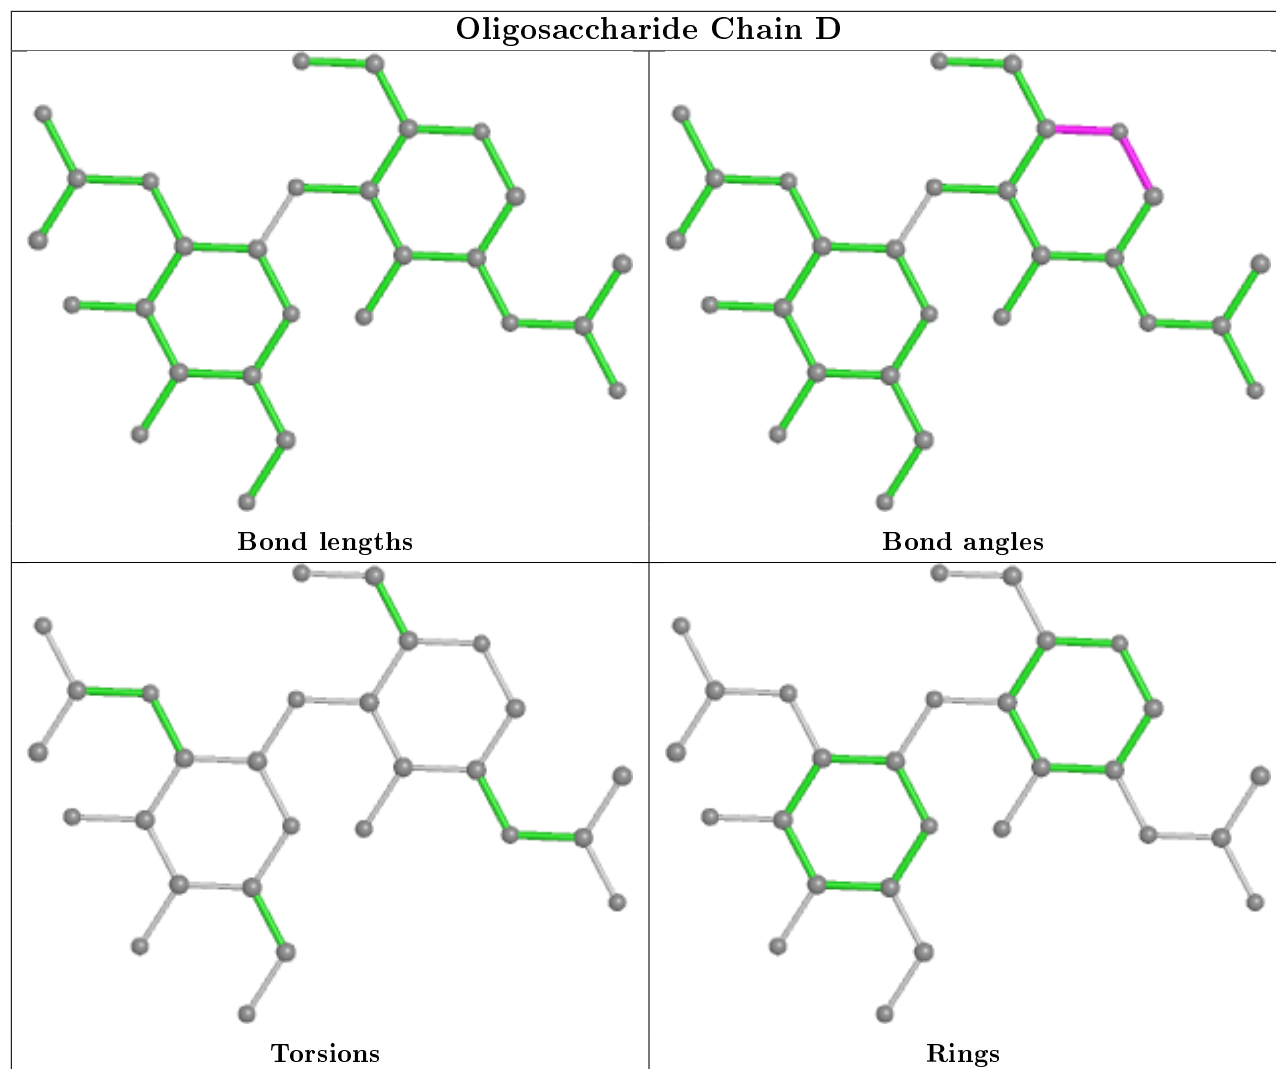 Oligosaccharide Chain D
Bond lengths
Bond angles
Torsions
Rings